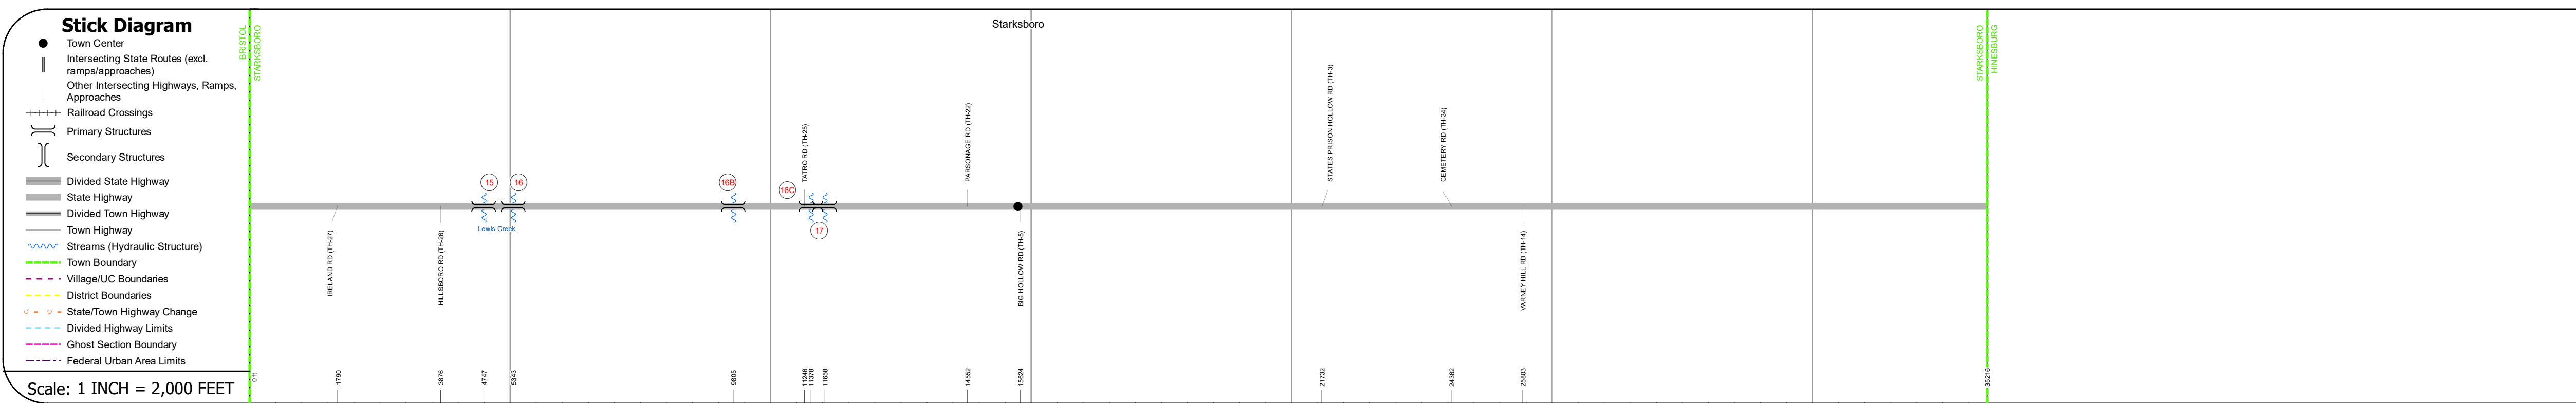 Stick Diagram
Town Center
Intersecting State Routes (excl.
ramps/approaches)
Other Intersecting Highways, Ramps,
Approaches
Railroad Crossings
Primary Structures
Secondary Structures
Divided State Highway
State Highway
Divided Town Highway
Town Highway
Streams (Hydraulic Structure)
Town Boundary
Village/UC Boundaries
District Boundaries
State/Town Highway Change
Divided Highway Limits
Ghost Section Boundary
Federal Urban Area Limits
Scale: 1 INCH = 2,000 FEET
BRISTOL
STARKSBORO
Starksboro
STARKSBORO
HINESBURG
IRELAND RD (TH-27)
HILLSBORO RD (TH-26)
15
16
Lewis Creek
16B
16C
TATRO RD (TH-25)
17
PARSONAGE RD (TH-22)
BIG HOLLOW RD (TH-5)
STATES PRISON HOLLOW RD (TH-3)
CEMETERY RD (TH-34)
VARNEY HILL RD (TH-14)
0 ft
1790
3876
4747
5343
9805
11246
11378
11658
14552
15624
21732
24362
25803
35216